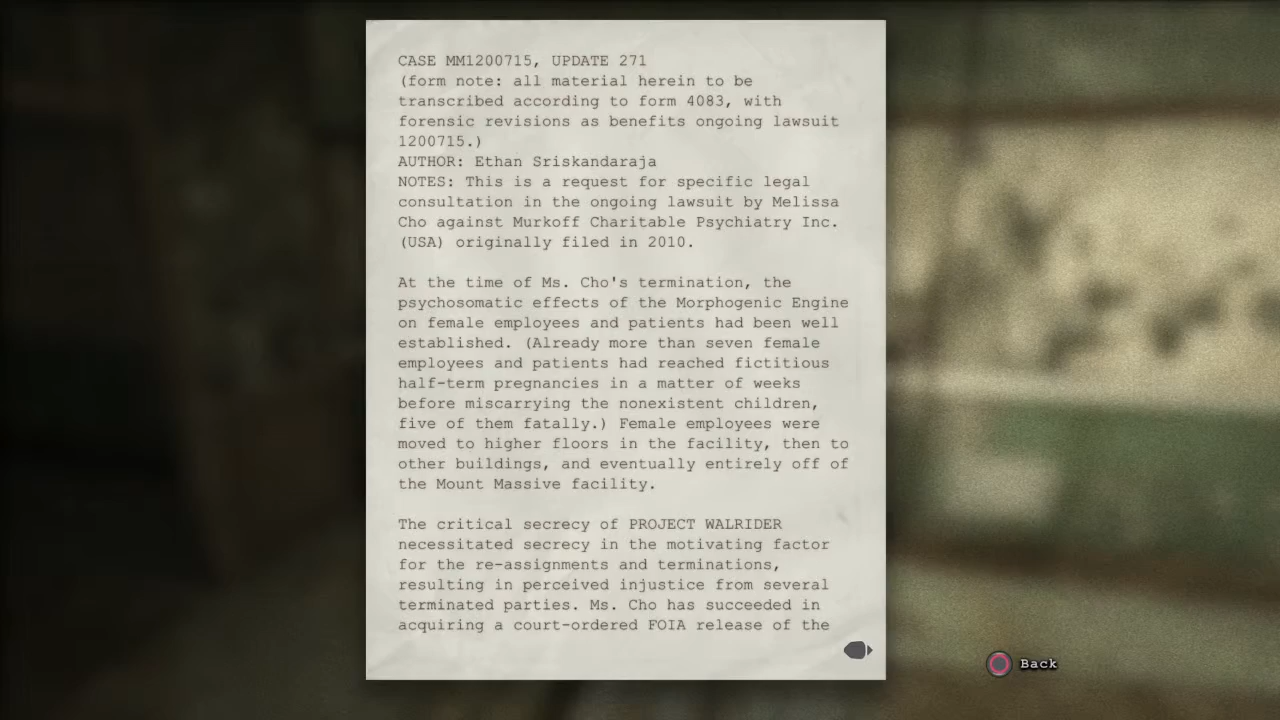 CASE MM1200715, UPDATE 271
(form note: all material herein to be
transcribed according to form 4083, with
forensic revisions as benefits ongoing lawsuit
1200715.)
AUTHOR: Ethan Sriskandaraja
NOTES: This is a request for specific legal
consultation in the ongoing lawsuit by Melissa
Cho against Murkoff Charitable Psychiatry Inc.
(USA) originally filed in 2010.
At the time of Ms. Cho's termination, the
psychosomatic effects of the Morphogenic Engine
on female employees and patients had been well
established. (Already more than seven female
employees and patients had reached fictitious
half-term pregnancies in a matter of weeks
before miscarrying the nonexistent children,
five of them fatally.) Female employees were
moved to higher floors in the facility, then to
other buildings, and eventually entirely off of
the Mount Massive facility.
The critical secrecy of PROJECT WALRIDER
necessitated secrecy in the motivating factor
for the re-assignments and terminations,
resulting in perceived injustice from several
terminated parties. Ms. Cho has succeeded in
acquiring a court-ordered FOIA release of the
Back